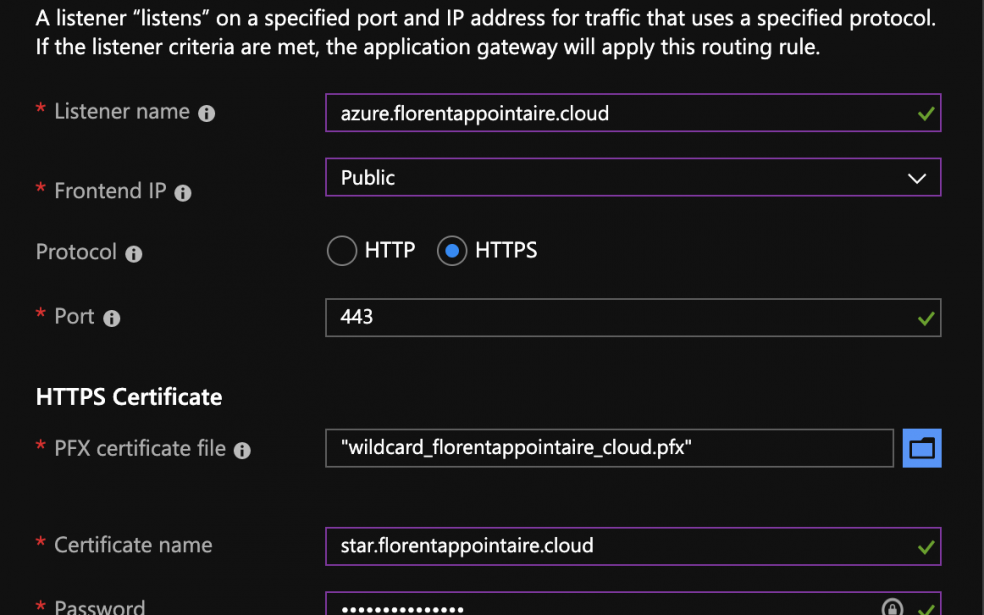 A listener “listens” on a specified port and IP address for traffic that uses a specified protocol.
If the listener criteria are met, the application gateway will apply this routing rule.
* Listener name
azure.florentappointaire.cloud
* Frontend IP
Public
Protocol
HTTP
HTTPS
* Port
443
HTTPS Certificate
* PFX certificate file
"wildcard_florentappointaire_cloud.pfx"
* Certificate name
star.florentappointaire.cloud
* Password
•••••••••••••••